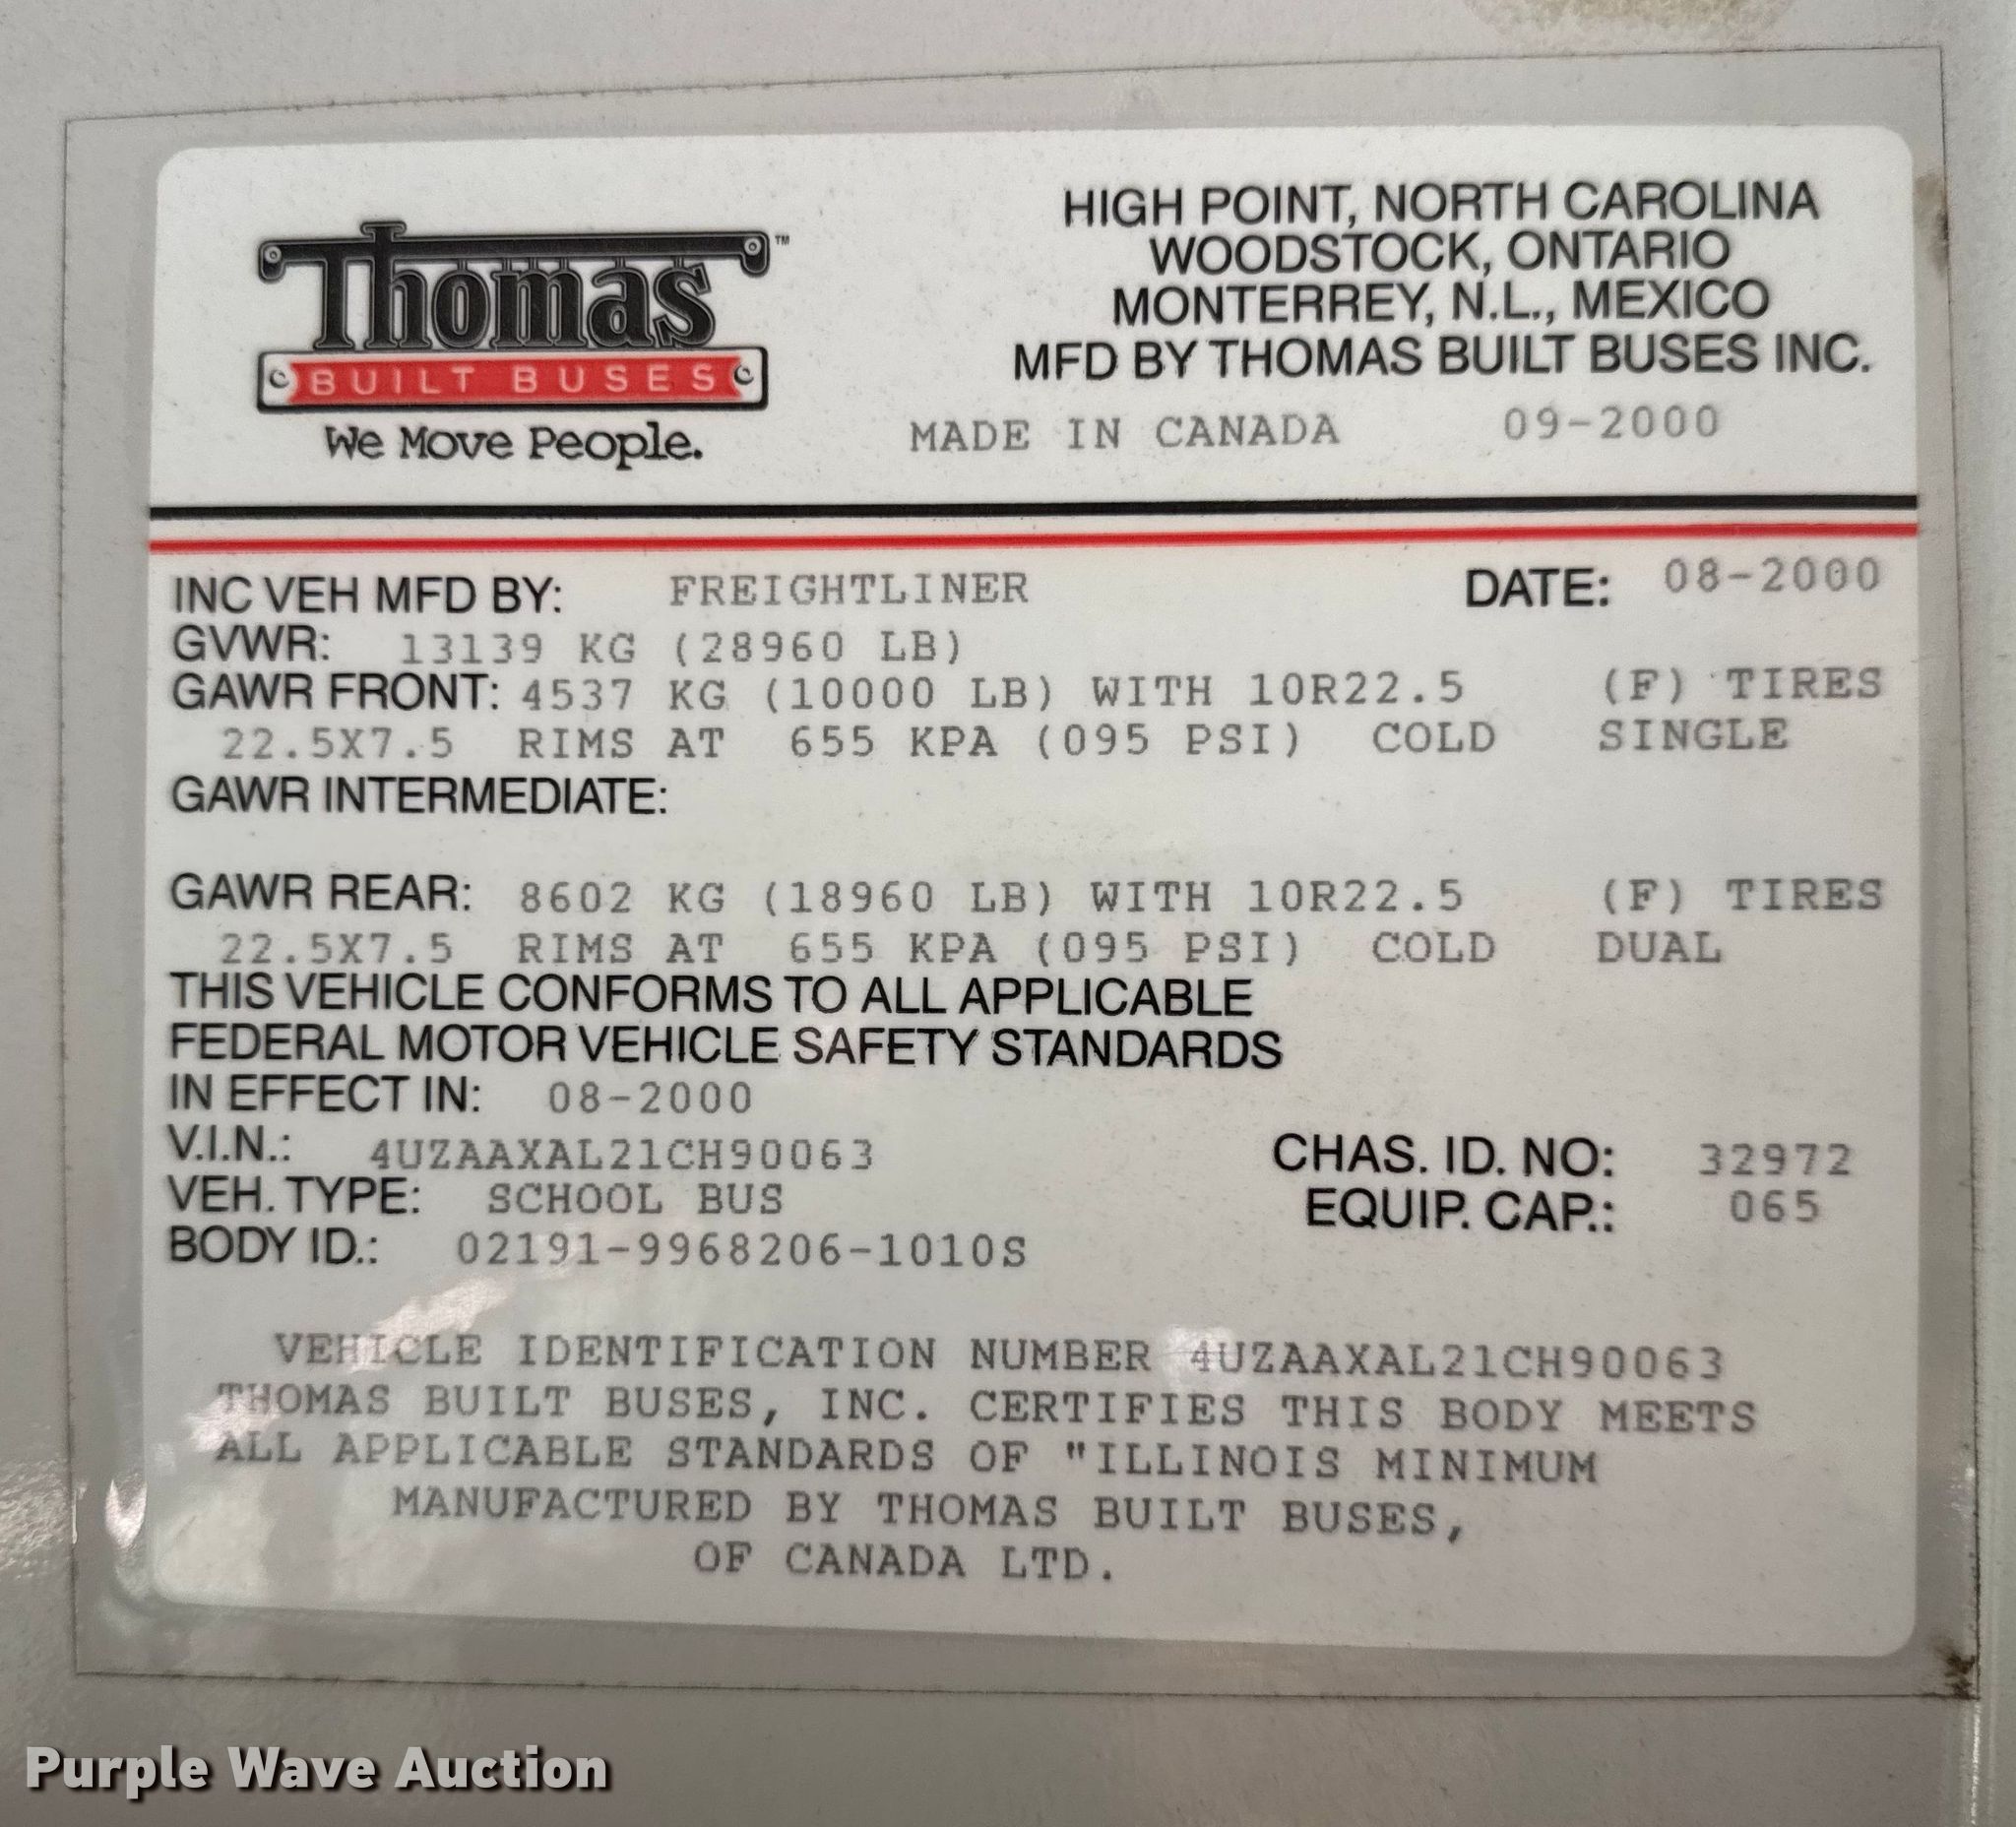 Thomas™
BUILT BUSES
We Move People.
HIGH POINT, NORTH CAROLINA
WOODSTOCK, ONTARIO
MONTERREY, N.L., MEXICO
MFD BY THOMAS BUILT BUSES INC.
MADE IN CANADA 09-2000
INC VEH MFD BY: FREIGHTLINER DATE: 08-2000
GVWR: 13139 KG (28960 LB)
GAWR FRONT: 4537 KG (10000 LB) WITH 10R22.5 (F) TIRES
22.5X7.5 RIMS AT 655 KPA (095 PSI) COLD SINGLE
GAWR INTERMEDIATE:
GAWR REAR: 8602 KG (18960 LB) WITH 10R22.5 (F) TIRES
22.5X7.5 RIMS AT 655 KPA (095 PSI) COLD DUAL
THIS VEHICLE CONFORMS TO ALL APPLICABLE
FEDERAL MOTOR VEHICLE SAFETY STANDARDS
IN EFFECT IN: 08-2000
V.I.N.: 4UZAAXAL21CH90063 CHAS. ID. NO: 32972
VEH. TYPE: SCHOOL BUS EQUIP. CAP.: 065
BODY ID.: 02191-9968206-1010S
VEHICLE IDENTIFICATION NUMBER 4UZAAXAL21CH90063
THOMAS BUILT BUSES, INC. CERTIFIES THIS BODY MEETS
ALL APPLICABLE STANDARDS OF "ILLINOIS MINIMUM
MANUFACTURED BY THOMAS BUILT BUSES,
OF CANADA LTD.
Purple Wave Auction